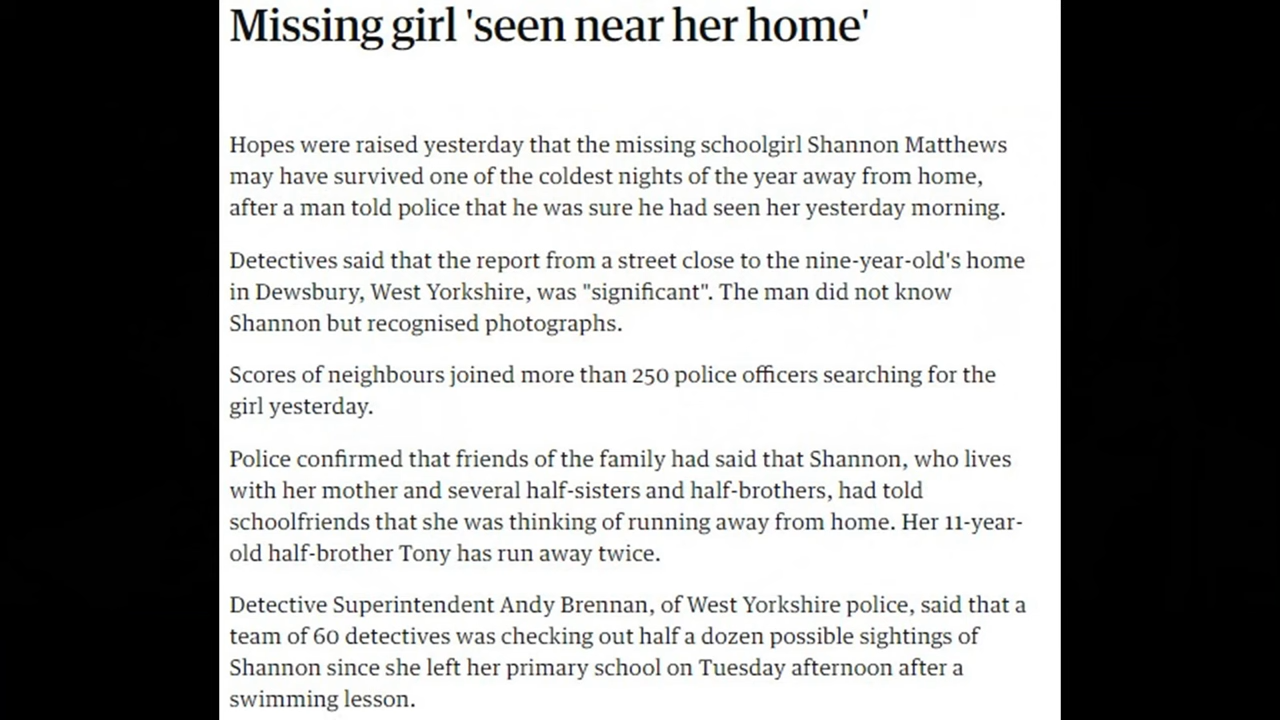 Missing girl 'seen near her home'
Hopes were raised yesterday that the missing schoolgirl Shannon Matthews
may have survived one of the coldest nights of the year away from home,
after a man told police that he was sure he had seen her yesterday morning.
Detectives said that the report from a street close to the nine-year-old's home
in Dewsbury, West Yorkshire, was "significant". The man did not know
Shannon but recognised photographs.
Scores of neighbours joined more than 250 police officers searching for the
girl yesterday.
Police confirmed that friends of the family had said that Shannon, who lives
with her mother and several half-sisters and half-brothers, had told
schoolfriends that she was thinking of running away from home. Her 11-year-
old half-brother Tony has run away twice.
Detective Superintendent Andy Brennan, of West Yorkshire police, said that a
team of 60 detectives was checking out half a dozen possible sightings of
Shannon since she left her primary school on Tuesday afternoon after a
swimming lesson.